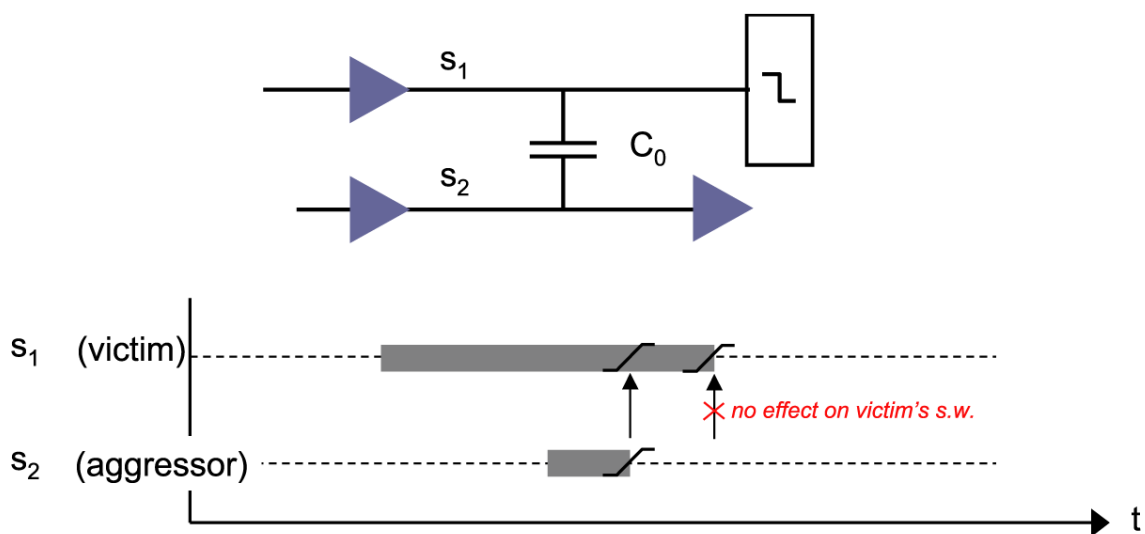 s₁
C₀
s₂
s₁ (victim)
no effect on victim's s.w.
s₂ (aggressor)
t